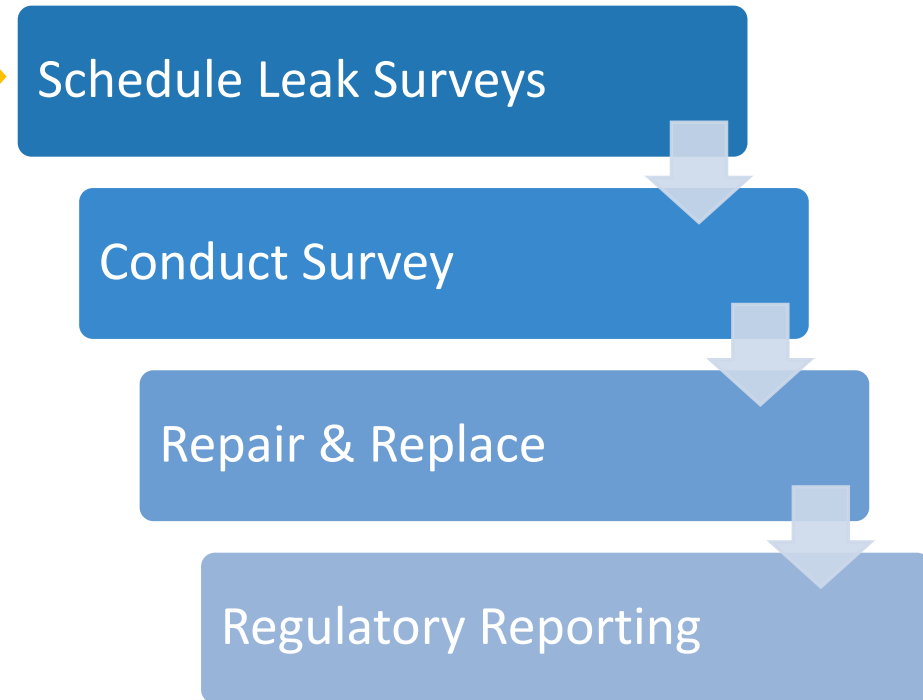 Schedule Leak Surveys
Conduct Survey
Repair & Replace
Regulatory Reporting